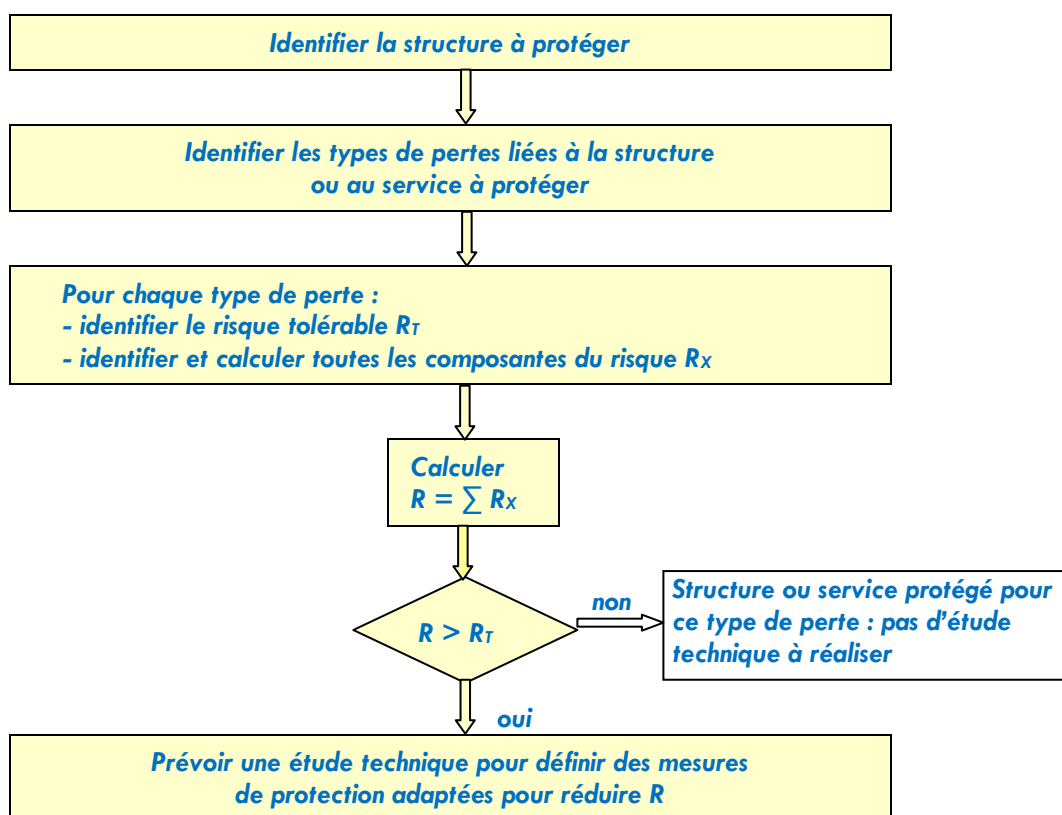 Identifier la structure à protéger
Identifier les types de pertes liées à la structure
ou au service à protéger
Pour chaque type de perte :
- identifier le risque tolérable RT
- identifier et calculer toutes les composantes du risque RX
Calculer
R = ∑ RX
R > RT
non
Structure ou service protégé pour
ce type de perte : pas d'étude
technique à réaliser
oui
Prévoir une étude technique pour définir des mesures
de protection adaptées pour réduire R